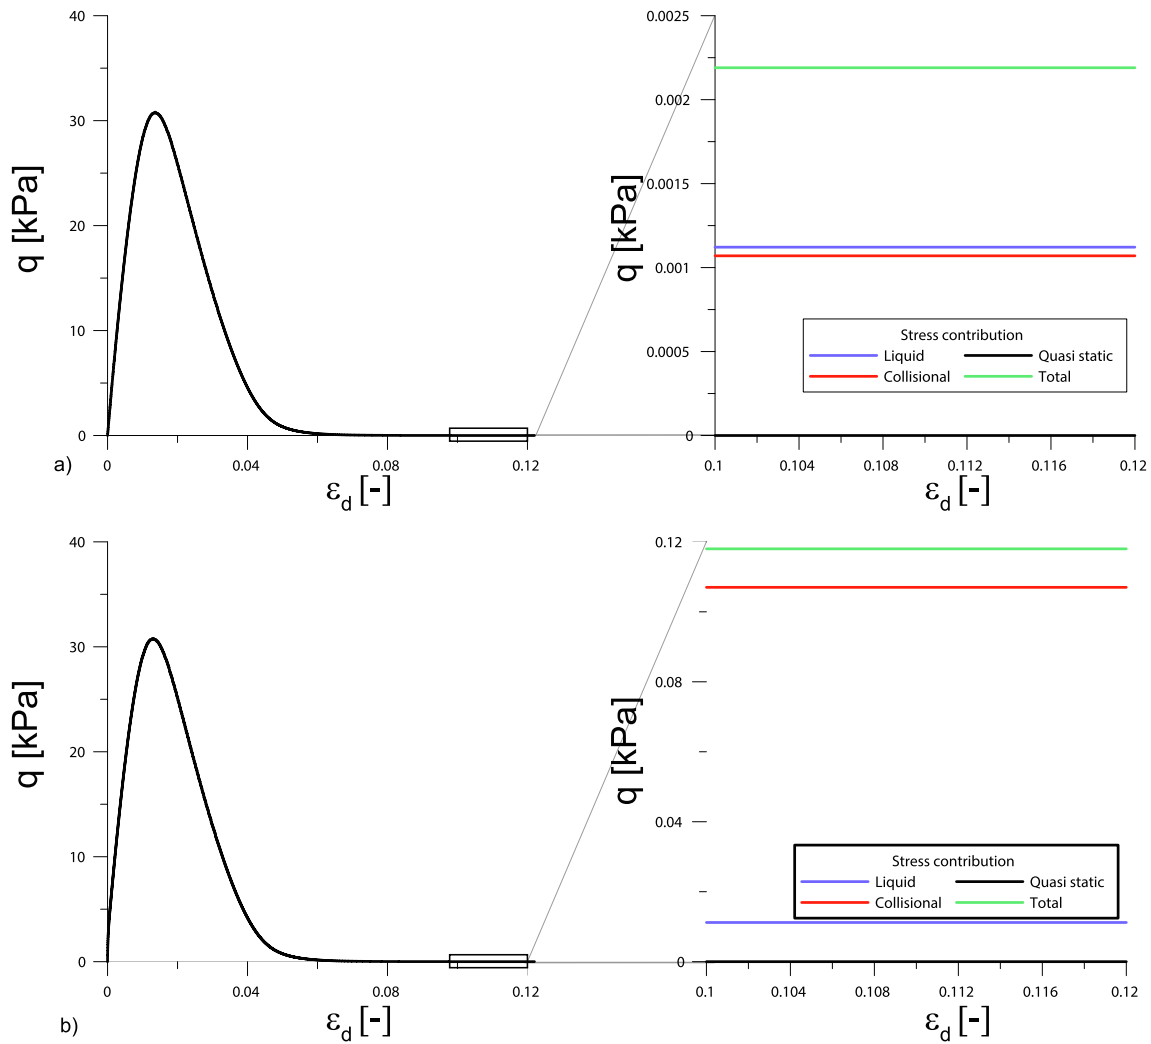 40
30
20
10
0
q [kPa]
0
0.04
0.08
0.12
εd [-]
a)
0.0025
0.002
0.0015
0.001
0.0005
0
q [kPa]
Stress contribution
Liquid
Quasi static
Collisional
Total
0.1
0.104
0.108
0.112
0.116
0.12
εd [-]
40
30
20
10
0
q [kPa]
0
0.04
0.08
0.12
εd [-]
b)
0.12
0.08
0.04
0
q [kPa]
Stress contribution
Liquid
Quasi static
Collisional
Total
0.1
0.104
0.108
0.112
0.116
0.12
εd [-]